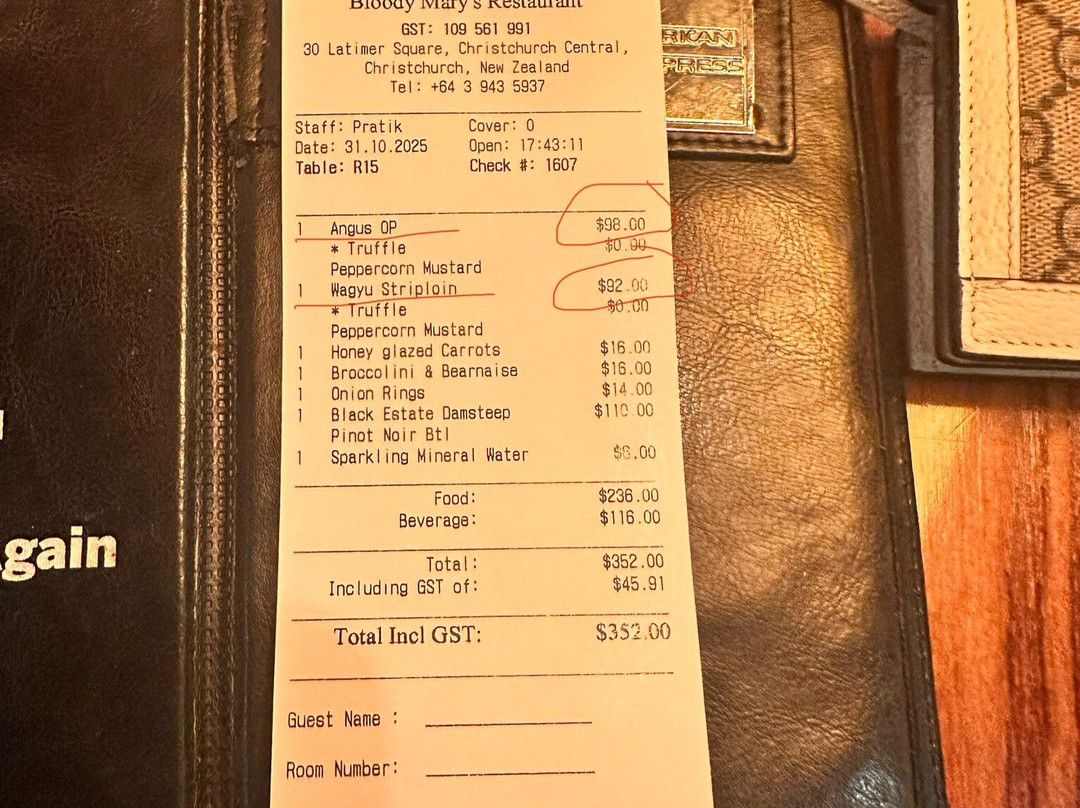 Bloody Mary's Restaurant
GST: 109 561 991
30 Latimer Square, Christchurch Central,
Christchurch, New Zealand
Tel: +64 3 943 5937
RICAN
PRESS
Staff: Pratik Cover: 0
Date: 31.10.2025 Open: 17:43:11
Table: R15 Check #: 1607
1 Angus OP $98.00
* Truffle $0.00
Peppercorn Mustard
1 Wagyu Striploin $92.00
* Truffle $0.00
Peppercorn Mustard
1 Honey glazed Carrots $16.00
1 Broccolini & Bearnaise $16.00
1 Onion Rings $14.00
1 Black Estate Damsteep $110.00
Pinot Noir Btl
1 Sparkling Mineral Water $6.00
Food: $236.00
Beverage: $116.00
Total: $352.00
Including GST of: $45.91
Total Incl GST: $352.00
Guest Name :
Room Number:
gain